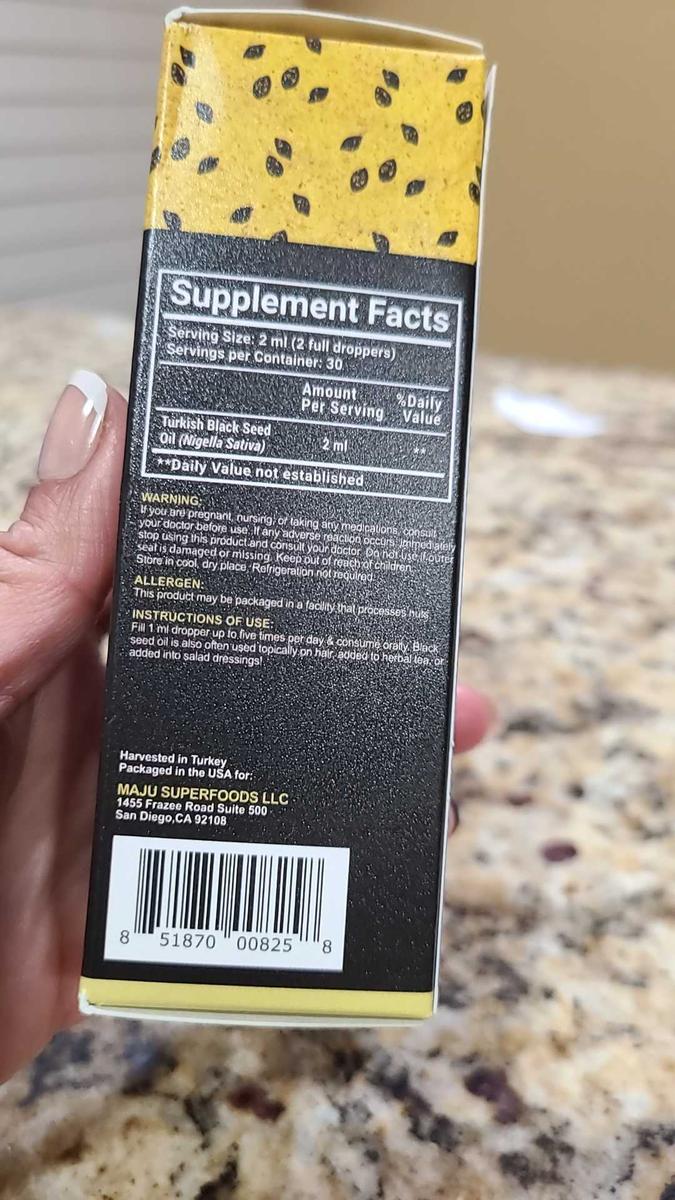 Supplement Facts
Serving Size: 2 ml (2 full droppers)
Servings per Container: 30
Amount Per Serving
%Daily Value
Turkish Black Seed
Oil (Nigella Sativa) 2 ml **
**Daily Value not established
WARNING:
If you are pregnant, nursing, or taking any medications, consult
your doctor before use. If any adverse reaction occurs, immediately
stop using this product and consult your doctor. Do not use if outer
seal is damaged or missing. Keep out of reach of children.
Store in cool, dry place, Refrigeration not required.
ALLERGEN:
This product may be packaged in a facility that processes nuts
INSTRUCTIONS OF USE:
Fill 1 ml dropper up to five times per day & consume orally. Black
seed oil is also often used topically on hair, added to herbal tea, or
added into salad dressings!
Harvested in Turkey
Packaged in the USA for:
MAJU SUPERFOODS LLC
1455 Frazee Road Suite 500
San Diego,CA 92108
8 51870 00825 8